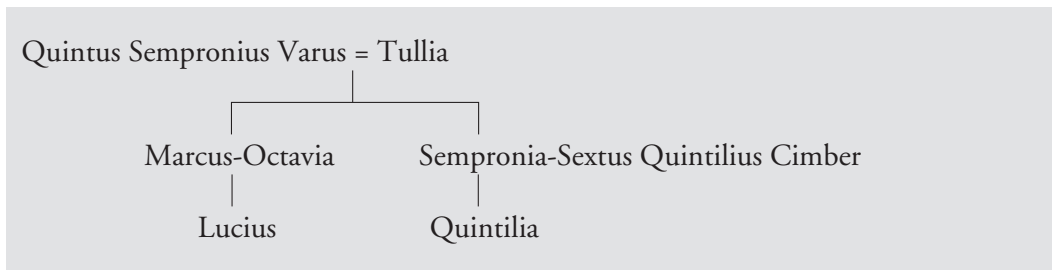 Quintus Sempronius Varus = Tullia
Marcus-Octavia Sempronia-Sextus Quintilius Cimber
Lucius Quintilia